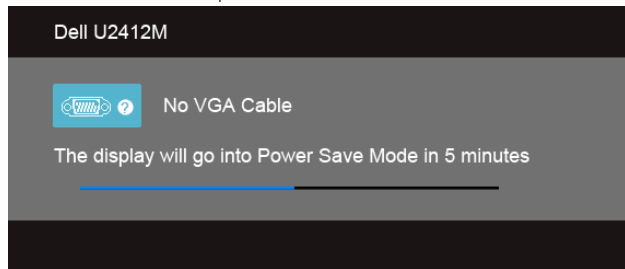 Dell U2412M
No VGA Cable
The display will go into Power Save Mode in 5 minutes